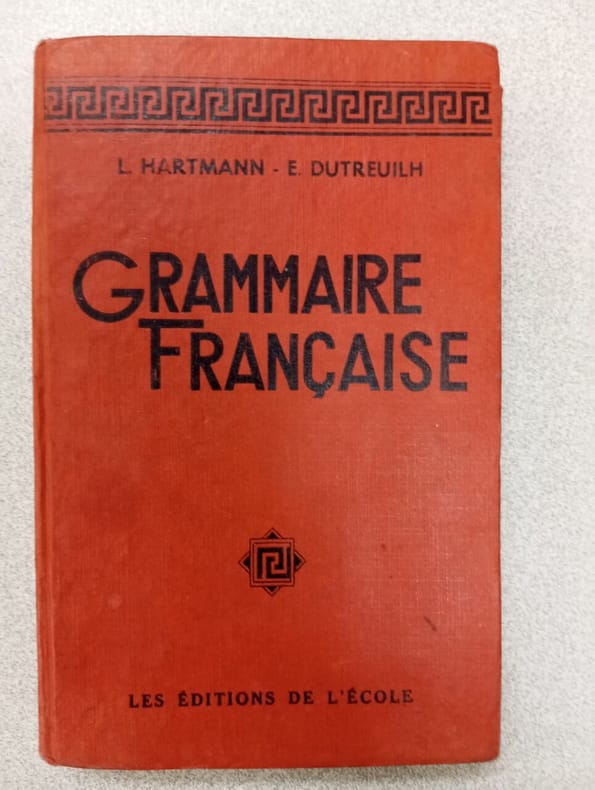 L. HARTMANN - E. DUTREUILH
GRAMMAIRE
FRANÇAISE
LES ÉDITIONS DE L'ÉCOLE